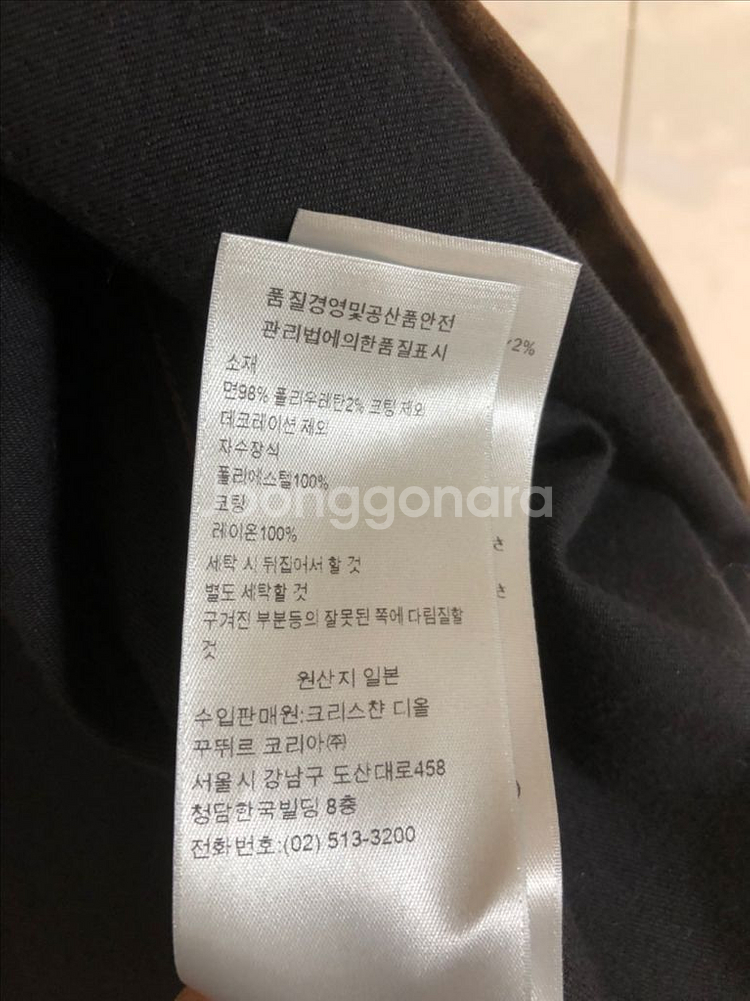 품질경영및공산품안전
관리법에의한품질표시
소재
면98% 폴리우레탄2% 코팅 제외
데코레이션 제외
자수장식
폴리에스텔100%
코팅
레이온100%
세탁 시 뒤집어서 할 것
별도 세탁할 것
구겨진 부분등의 잘못된 쪽에 다림질할
것
원산지 일본
수입판매원:크리스챤 디올
꾸뛰르 코리아㈜
서울시 강남구 도산대로458
청담한국빌딩 8층
전화번호:(02) 513-3200
2%
さ
さ
)
joonggonara